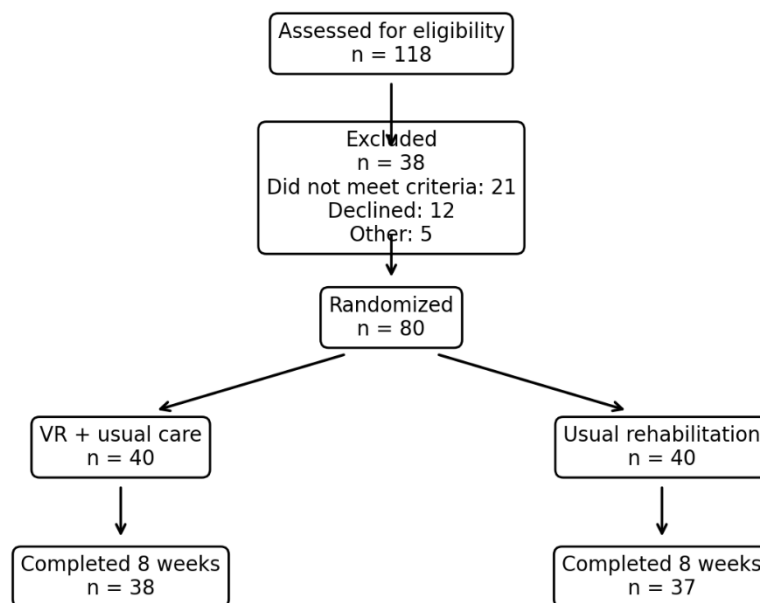 Assessed for eligibility
n = 118
Excluded
n = 38
Did not meet criteria: 21
Declined: 12
Other: 5
Randomized
n = 80
VR + usual care
n = 40
Usual rehabilitation
n = 40
Completed 8 weeks
n = 38
Completed 8 weeks
n = 37